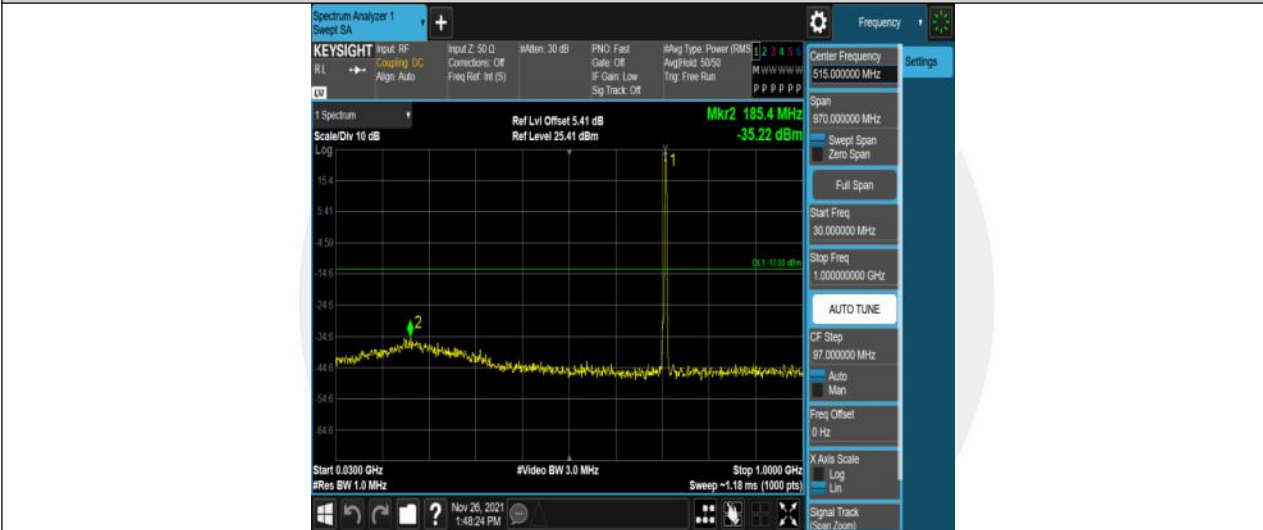 Spectrum Analyzer 1
Swept SA
+
Frequency
KEYSIGHT
RL
LV
Input: RF
Coupling: DC
Align: Auto
Input Z: 50 Ω
Corrections: Off
Freq Ref: Int (S)
#Atten: 30 dB
PNO: Fast
Gate: Off
IF Gain: Low
Sig Track: Off
#Avg Type: Power (RMS
Avg|Hold: 50/50
Trig: Free Run
1 2 3 4 5 6
M W W W W W
P P P P P P
Center Frequency
515.000000 MHz
Settings
1 Spectrum
Scale/Div 10 dB
Ref Lvl Offset 5.41 dB
Ref Level 25.41 dBm
Mkr2 185.4 MHz
-35.22 dBm
Span
970.000000 MHz
Swept Span
Zero Span
Full Span
Start Freq
30.000000 MHz
Stop Freq
1.000000000 GHz
AUTO TUNE
CF Step
97.000000 MHz
Auto
Man
Freq Offset
0 Hz
X Axis Scale
Log
Lin
Signal Track
(Span Zoom)
Log
15.4
5.41
-4.59
-14.6
-24.6
-34.6
-44.6
-54.6
-64.6
1
2
DL1 -13.00 dBm
Start 0.0300 GHz
#Video BW 3.0 MHz
Stop 1.0000 GHz
#Res BW 1.0 MHz
Sweep ~1.18 ms (1000 pts)
?
Nov 26, 2021
1:48:24 PM